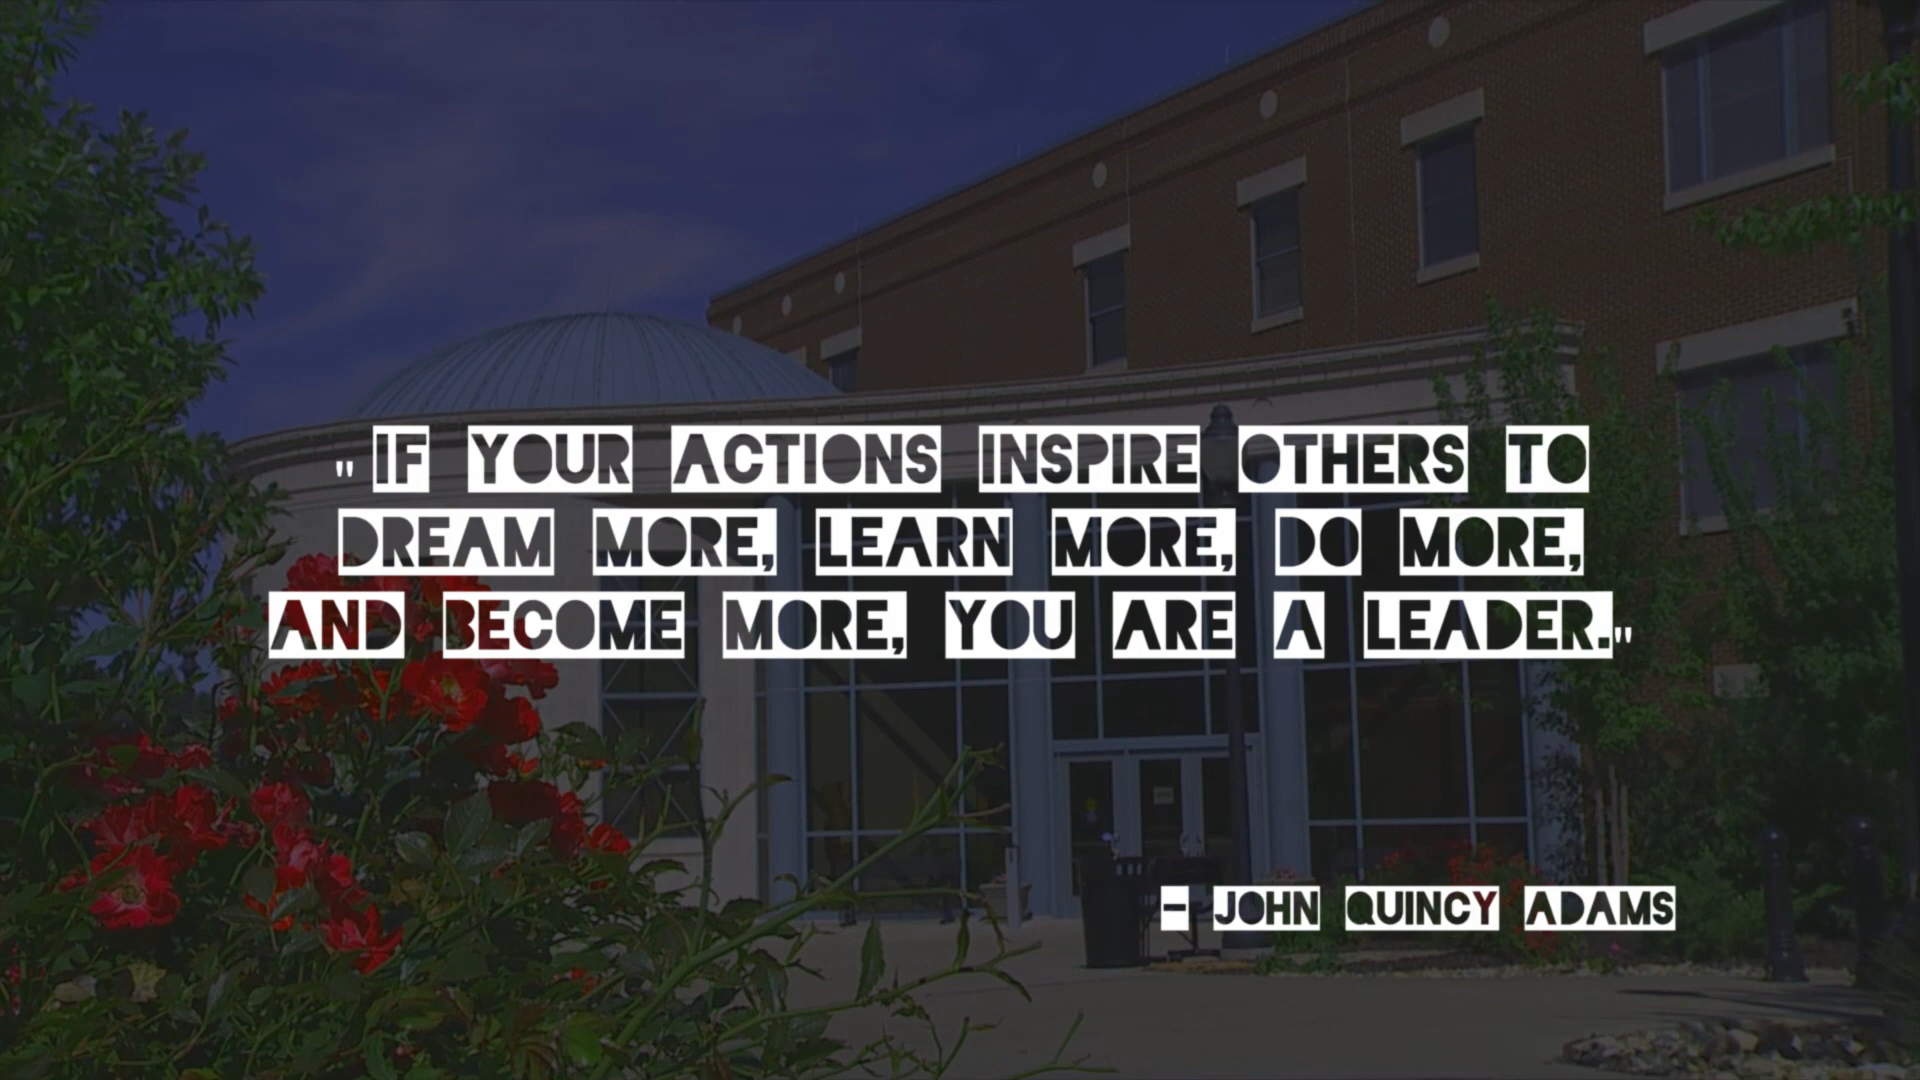 " IF YOUR ACTIONS INSPIRE OTHERS TO
DREAM MORE, LEARN MORE, DO MORE,
AND BECOME MORE, YOU ARE A LEADER."
- JOHN QUINCY ADAMS